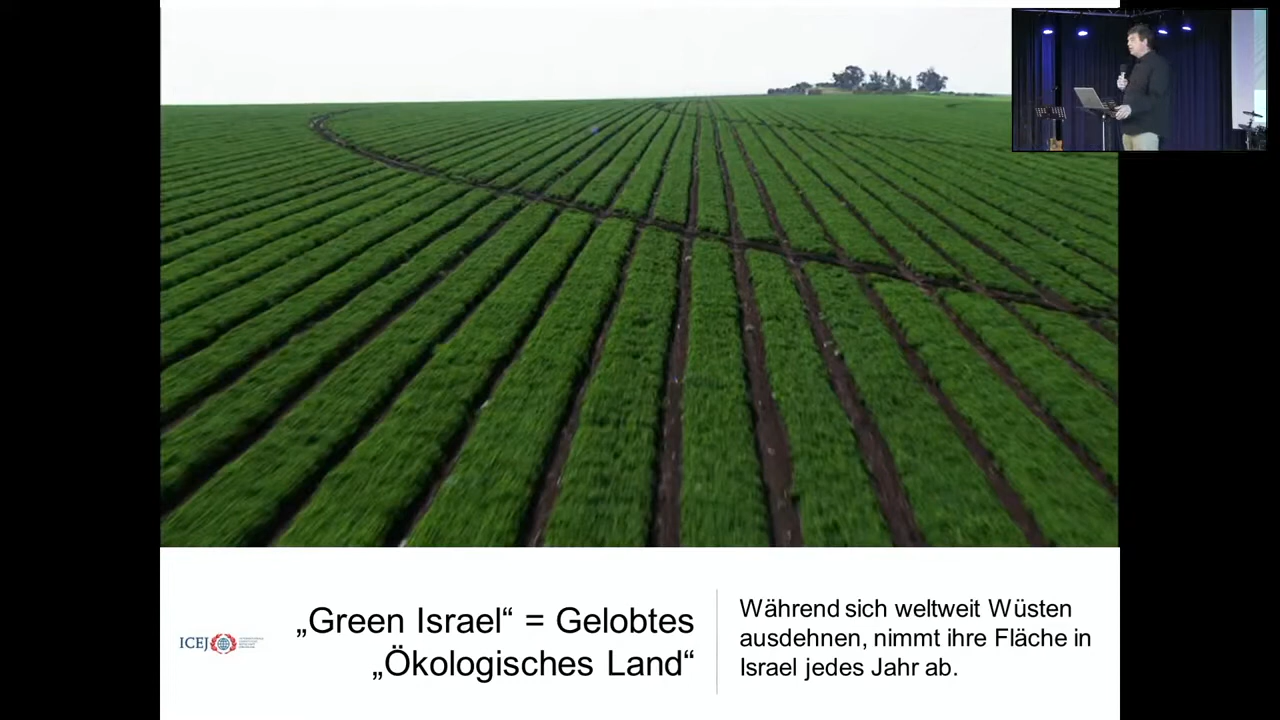 „Green Israel“ = Gelobtes
„Ökologisches Land“
Während sich weltweit Wüsten
ausdehnen, nimmt ihre Fläche in
Israel jedes Jahr ab.
ICEJ